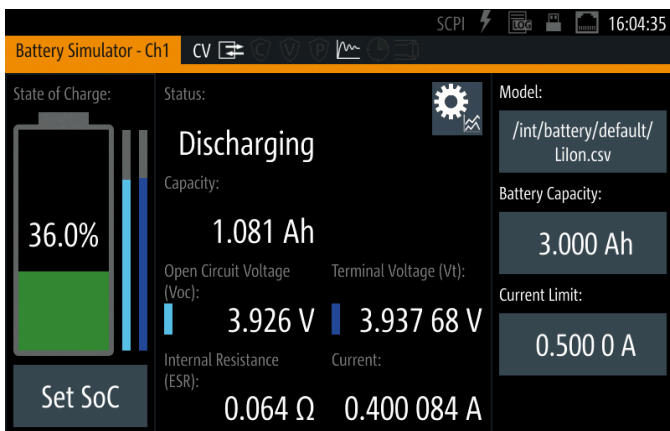 SCPI LOG 16:04:35
Battery Simulator - Ch1 CV C V P
State of Charge:
36.0%
Set SoC
Status:
Discharging
Capacity:
1.081 Ah
Open Circuit Voltage
(Voc):
3.926 V
Terminal Voltage (Vt):
3.937 68 V
Internal Resistance
(ESR):
0.064 Ω
Current:
0.400 084 A
Model:
/int/battery/default/
LiIon.csv
Battery Capacity:
3.000 Ah
Current Limit:
0.500 0 A